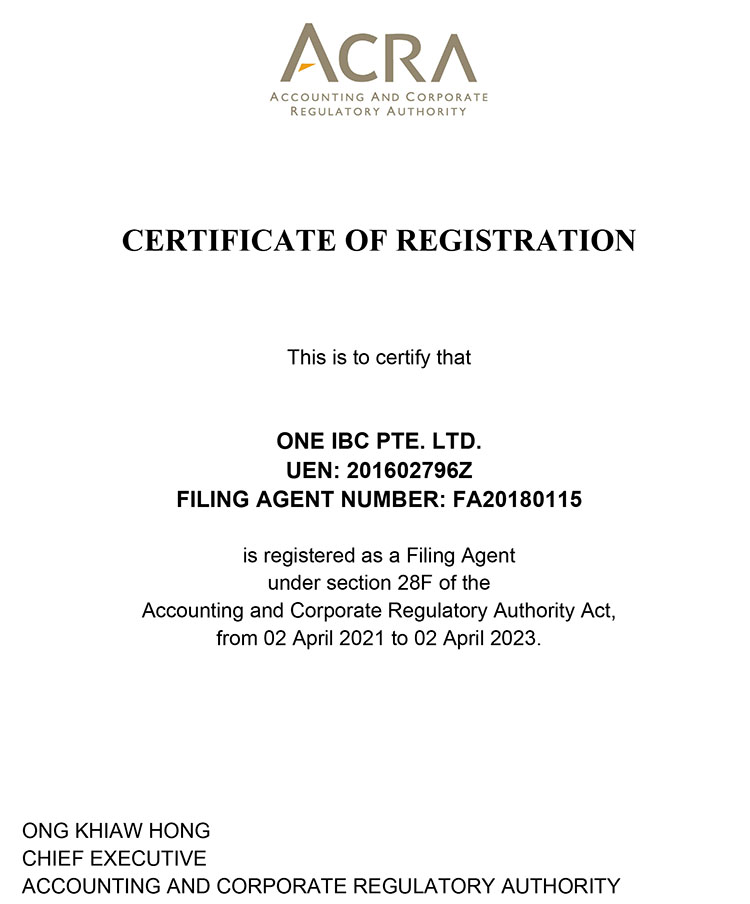 ACRA
ACCOUNTING AND CORPORATE
REGULATORY AUTHORITY
CERTIFICATE OF REGISTRATION
This is to certify that
ONE IBC PTE. LTD.
UEN: 201602796Z
FILING AGENT NUMBER: FA20180115
is registered as a Filing Agent
under section 28F of the
Accounting and Corporate Regulatory Authority Act,
from 02 April 2021 to 02 April 2023.
ONG KHIAW HONG
CHIEF EXECUTIVE
ACCOUNTING AND CORPORATE REGULATORY AUTHORITY